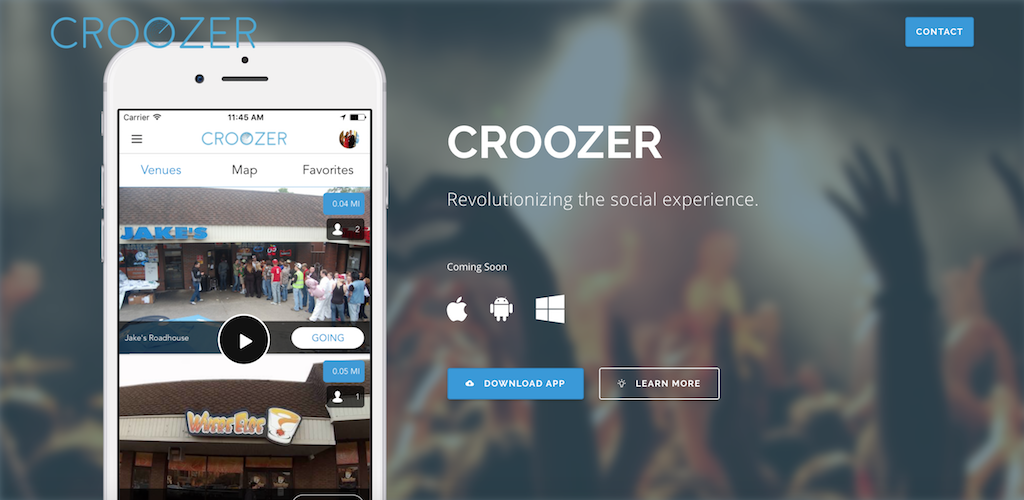 CROOZER
CONTACT
Carrier 11:45 AM
CROOZER
Venues Map Favorites
0.04 MI
2
JAKE'S
Jake's Roadhouse
GOING
0.05 MI
1
CROOZER
Revolutionizing the social experience.
Coming Soon
DOWNLOAD APP
LEARN MORE